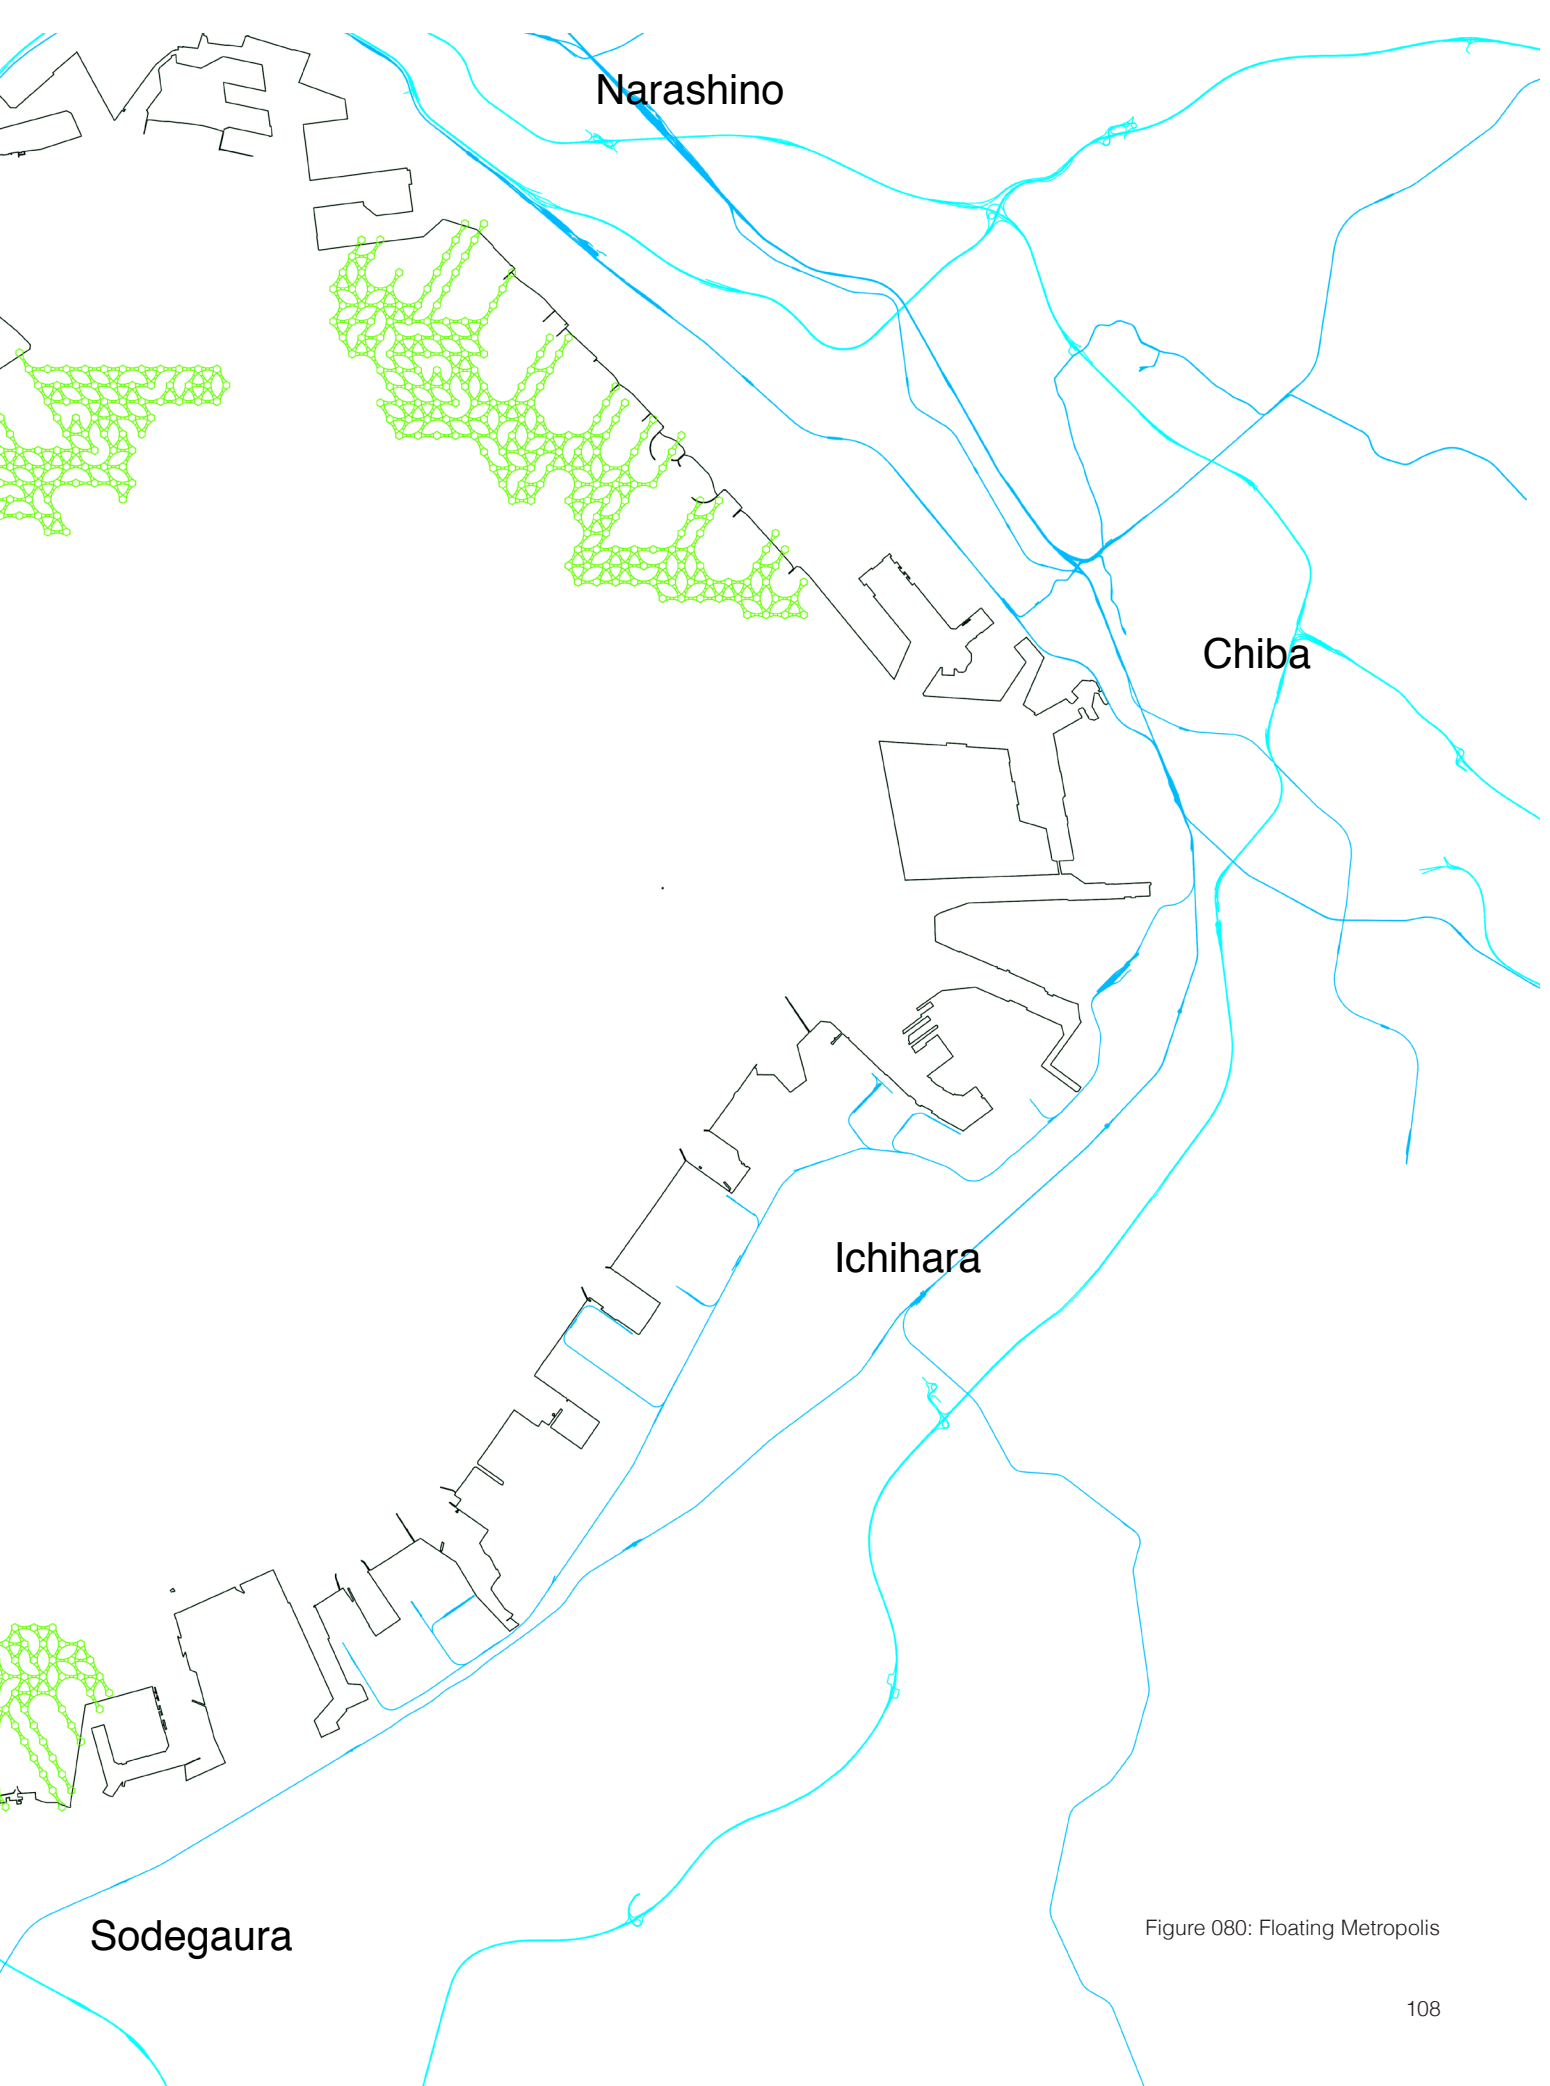 Narashino
Chiba
Ichihara
Sodegaura
Figure 080: Floating Metropolis
108